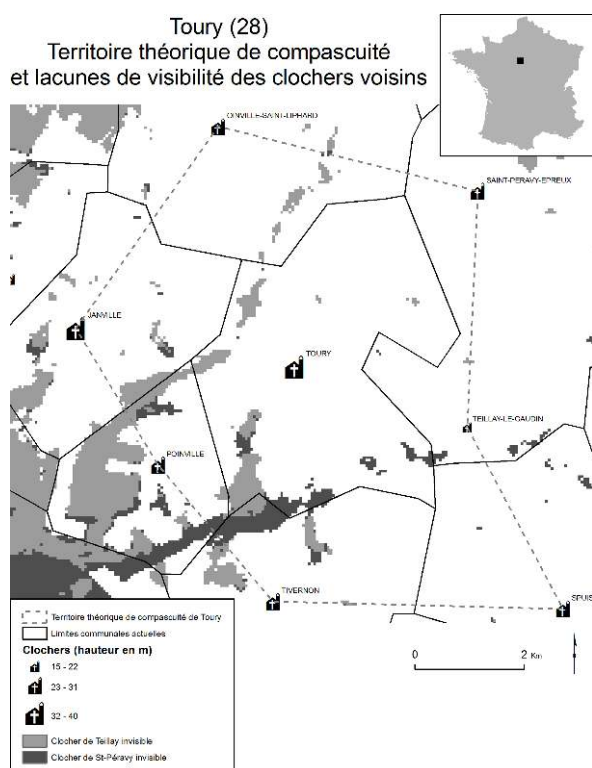 Toury (28)
Territoire théorique de compascuité
et lacunes de visibilité des clochers voisins
OINVILLE-SAINT-LIPHARD
SAINT-PERAVY-EPREUX
JANVILLE
TOURY
TEILLAY-LE-GAUDIN
POINVILLE
TIVERNON
SPUIS
Territoire théorique de compascuité de Toury
Limites communales actuelles
Clochers (hauteur en m)
15 - 22
23 - 31
32 - 40
Clocher de Teillay invisible
Clocher de St-Péravy invisible
0 2 Km